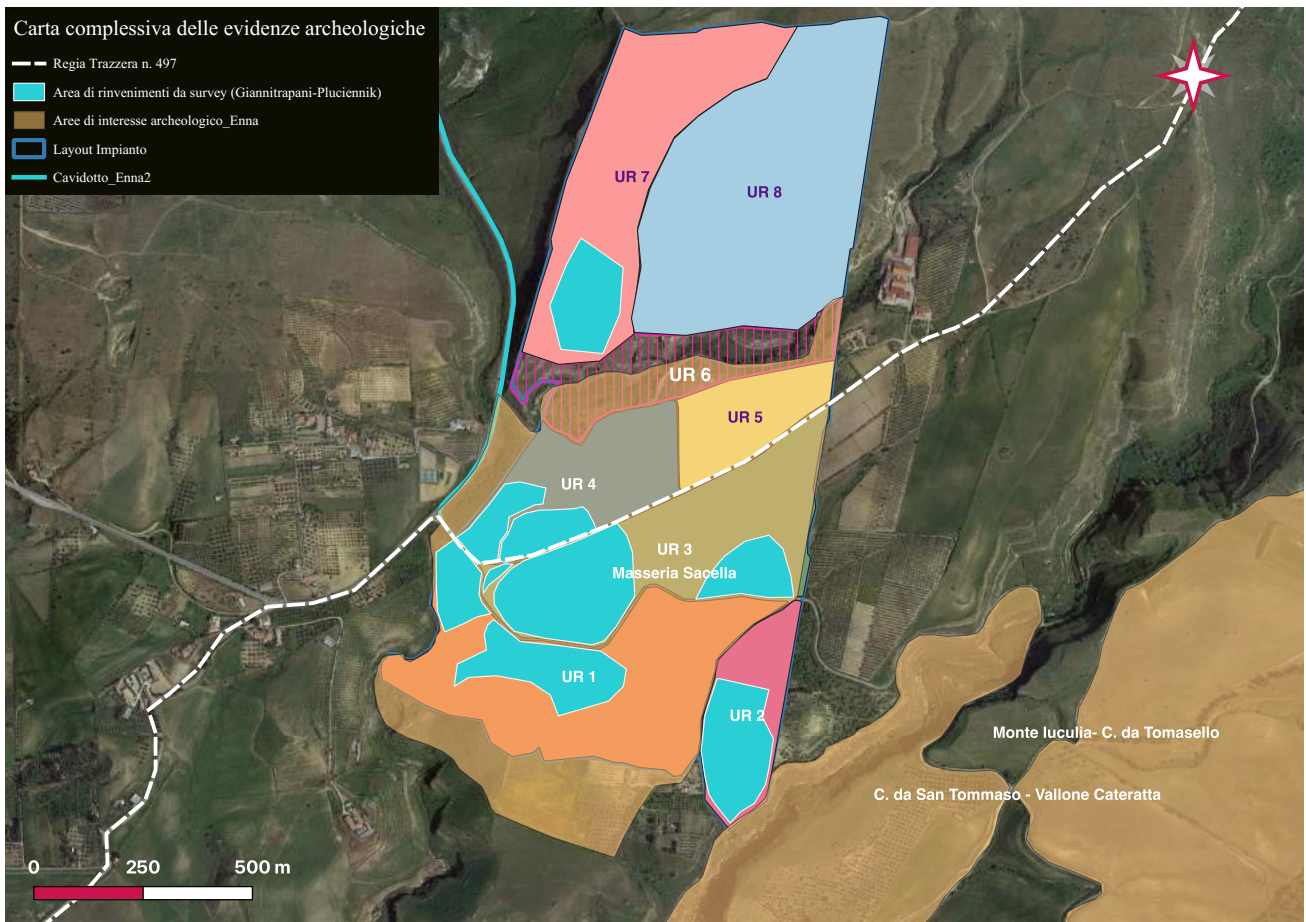 Carta complessiva delle evidenze archeologiche
Regia Trazzera n. 497
Area di rinvenimenti da survey (Giannitrapani-Pluciennik)
Aree di interesse archeologico_Enna
Layout Impianto
Cavidotto_Enna2
UR 7
UR 8
UR 6
UR 5
UR 4
UR 3
Masseria Sacella
UR 1
UR 2
Monte Iuculia- C. da Tomasello
C. da San Tommaso - Vallone Cateratta
0 250 500 m